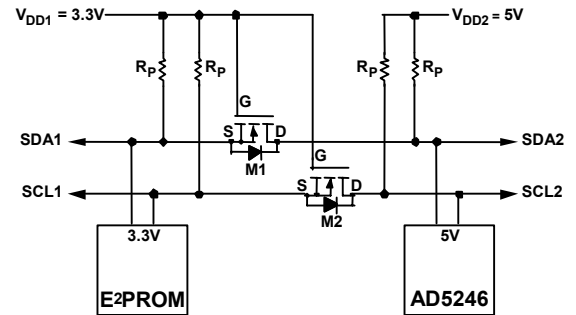 VDD1 = 3.3V
VDD2 = 5V
RP RP RP RP
G
SDA1 S D SDA2
M1
G
SCL1 S D SCL2
M2
3.3V
E2PROM
5V
AD5246